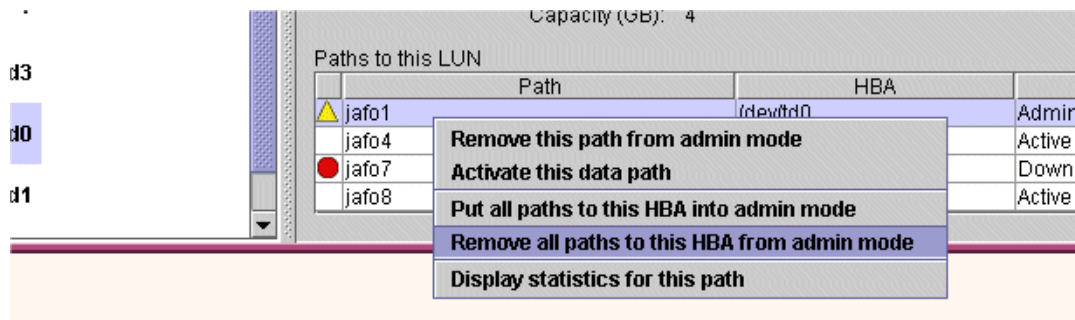 Capacity (GB): 4
d3
Paths to this LUN
Path HBA
jafo1 /dev/td0 Admin
d0
jafo4 Active
jafo7 Down
d1
jafo8 Active
Remove this path from admin mode
Activate this data path
Put all paths to this HBA into admin mode
Remove all paths to this HBA from admin mode
Display statistics for this path